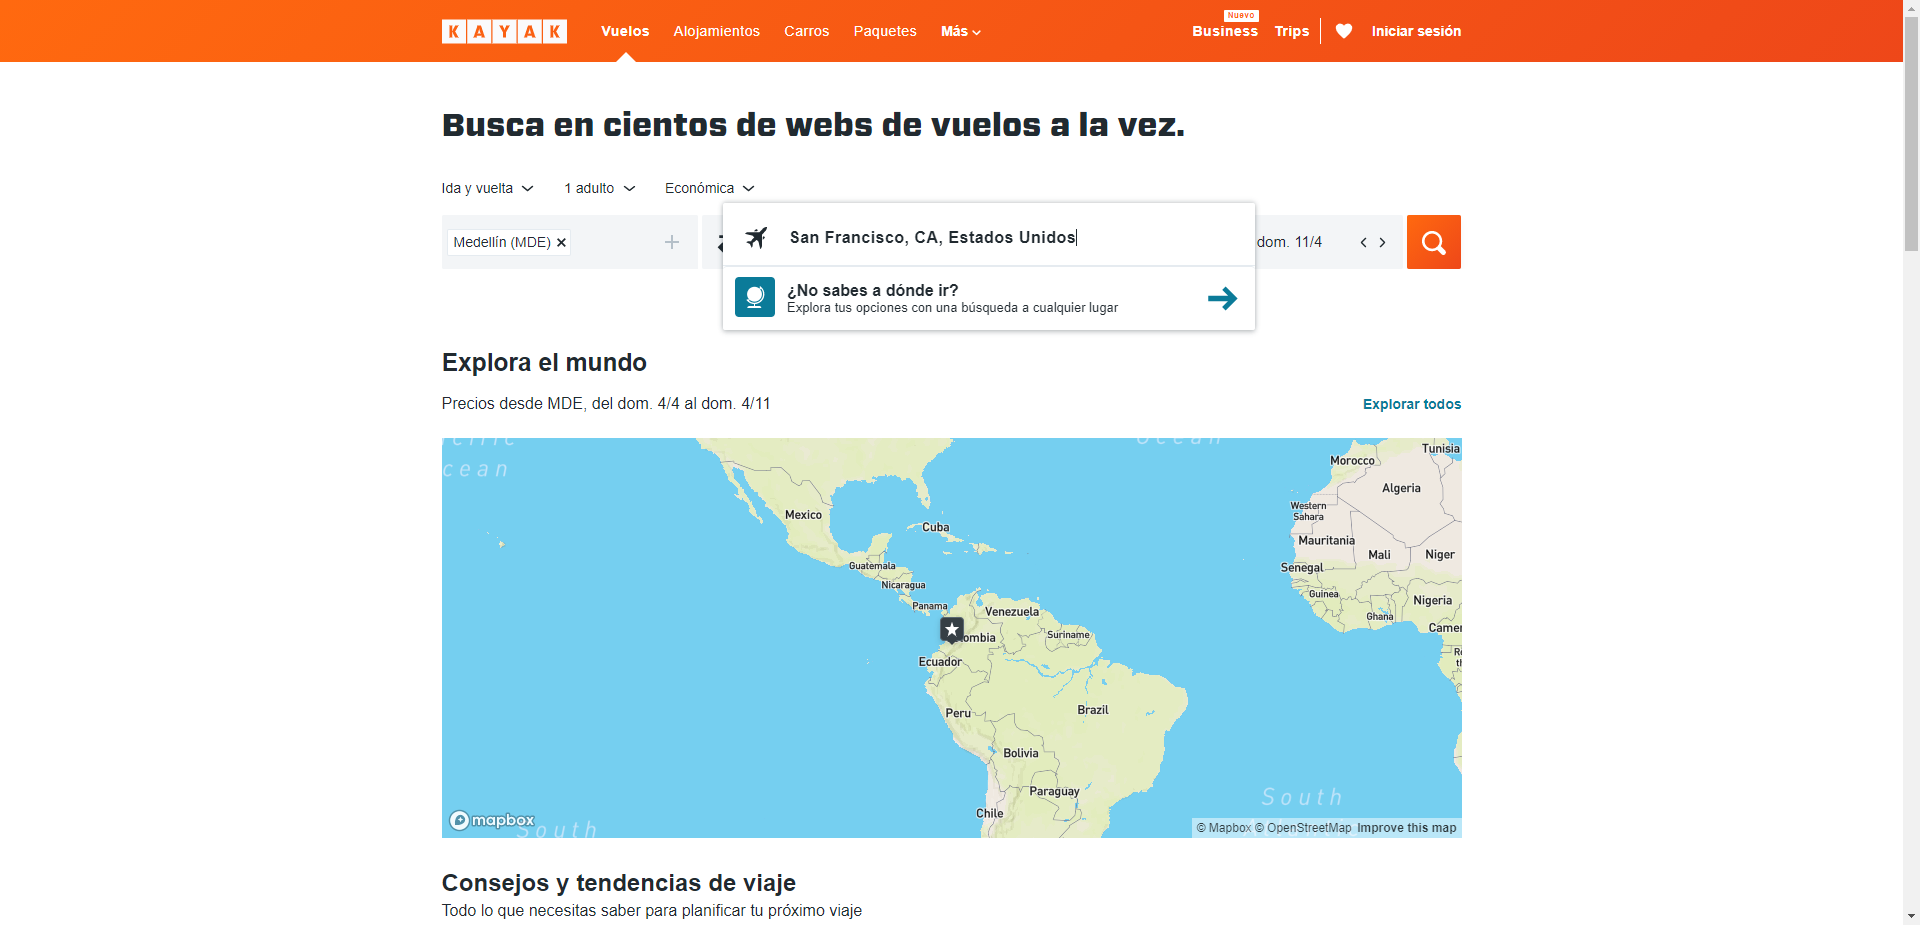 KAYAK
Vuelos
Alojamientos
Carros
Paquetes
Más
Nuevo
Business
Trips
Iniciar sesión
Busca en cientos de webs de vuelos a la vez.
Ida y vuelta
1 adulto
Económica
Medellín (MDE)
San Francisco, CA, Estados Unidos
dom. 11/4
¿No sabes a dónde ir?
Explora tus opciones con una búsqueda a cualquier lugar
Explora el mundo
Precios desde MDE, del dom. 4/4 al dom. 4/11
Explorar todos
cean
ocean
Tunisia
Morocco
Algeria
Mexico
Western
Sahara
Cuba
Mauritania
Mali
Niger
Guatemala
Senegal
Nicaragua
Guinea
Nigeria
Panama
Venezuela
Ghana
Camer
ombia
Suriname
Ecuador
Peru
Brazil
Bolivia
Paraguay
South
Chile
mapbox
South
© Mapbox © OpenStreetMap Improve this map
Consejos y tendencias de viaje
Todo lo que necesitas saber para planificar tu próximo viaje